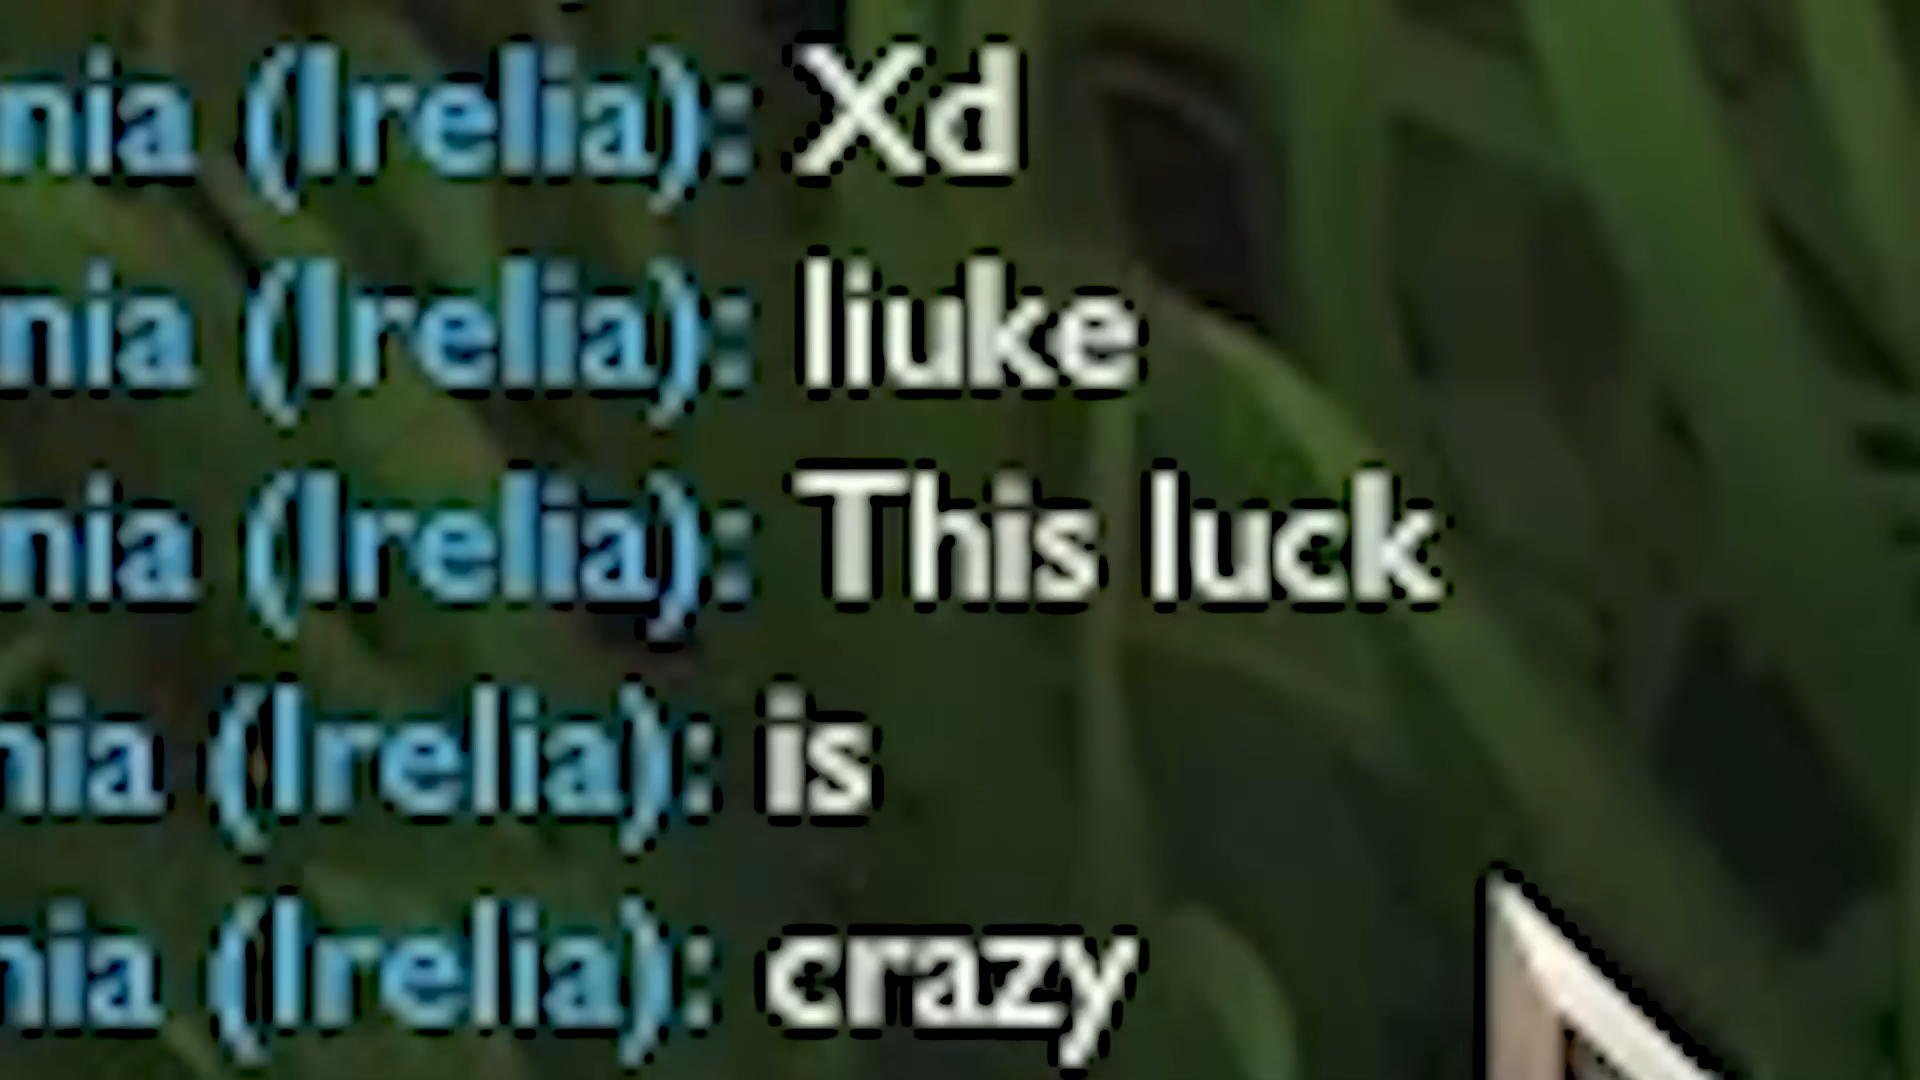 nia (Irelia): Xd
nia (Irelia): liuke
nia (Irelia): This luck
nia (Irelia): is
nia (Irelia): crazy